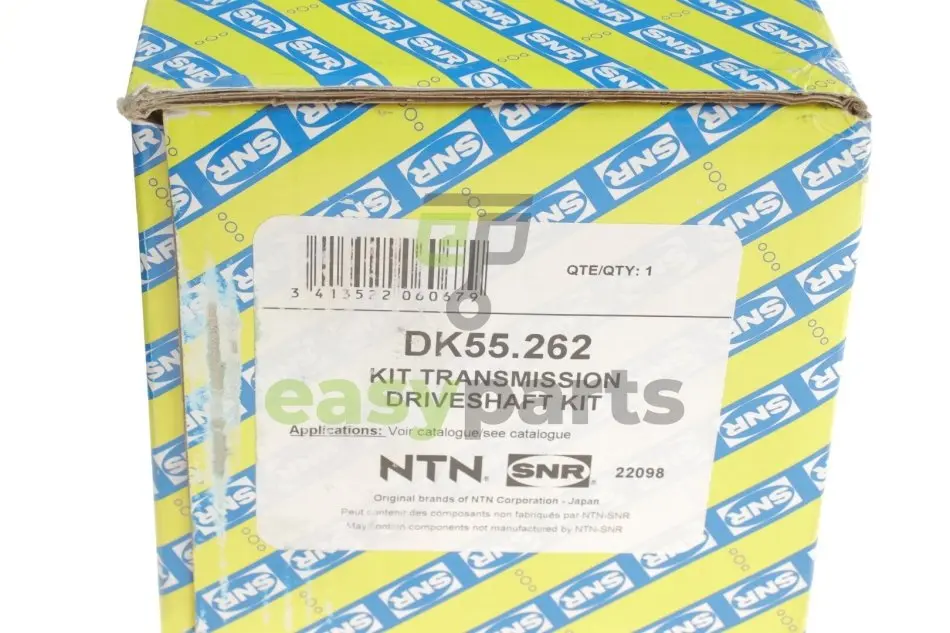 QTE/QTY: 1
3 413522 060679
DK55.262
KIT TRANSMISSION
DRIVESHAFT KIT
easyparts
Applications: Voir catalogue/see catalogue
NTN® SNR® 22098
Original brands of NTN Corporation - Japan
Peut contenir des composants non fabriqués par NTN-SNR
May contain components not manufactured by NTN-SNR
SNR